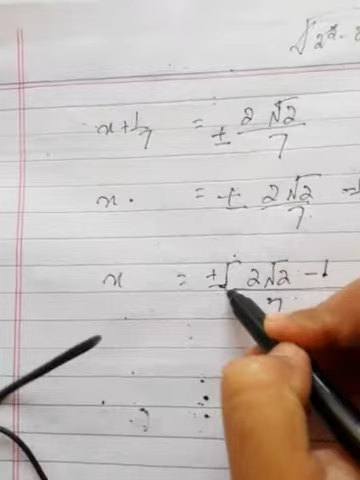 x+1/7 = ± 2√2/7
x. = ± 2√2/7
x = ± 2√2 -1/7